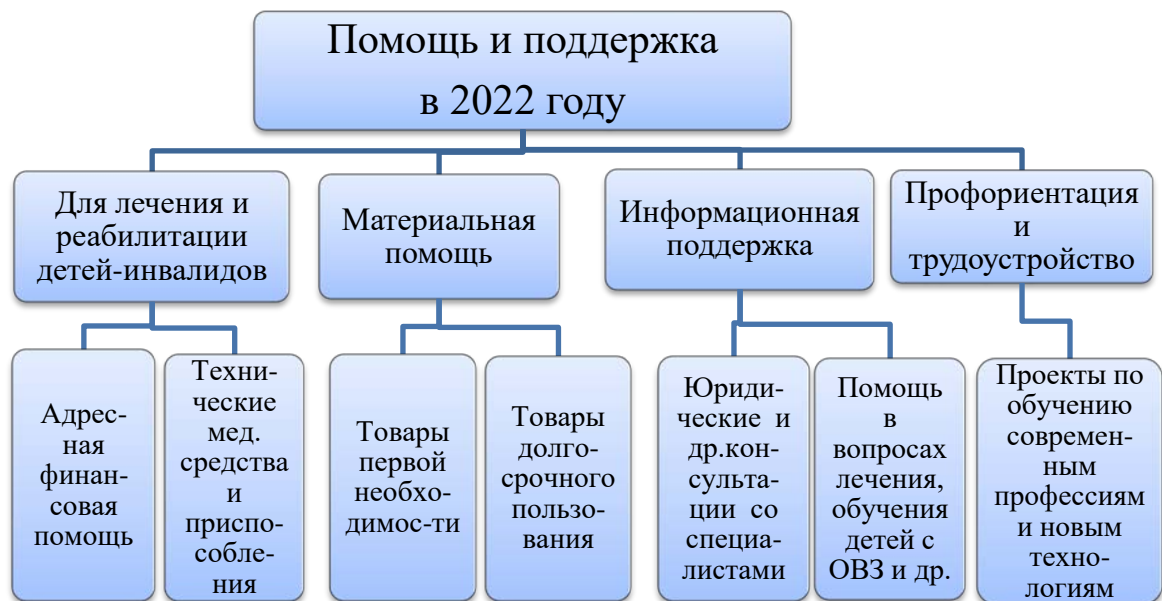 Помощь и поддержка
в 2022 году
Для лечения и
реабилитации
детей-инвалидов
Материальная
помощь
Информационная
поддержка
Профориентация
и
трудоустройство
Адрес-
ная
финан-
совая
помощь
Техни-
ческие
мед.
средства
и
приспо-
собле-
ния
Товары
первой
необхо-
димос-ти
Товары
долго-
срочного
пользо-
вания
Юриди-
ческие и
др.кон-
сульта-
ции со
специа-
листами
Помощь
в
вопросах
лечения,
обучения
детей с
ОВЗ и др.
Проекты по
обучению
современ-
ным
профессиям
и новым
техно-
логиям